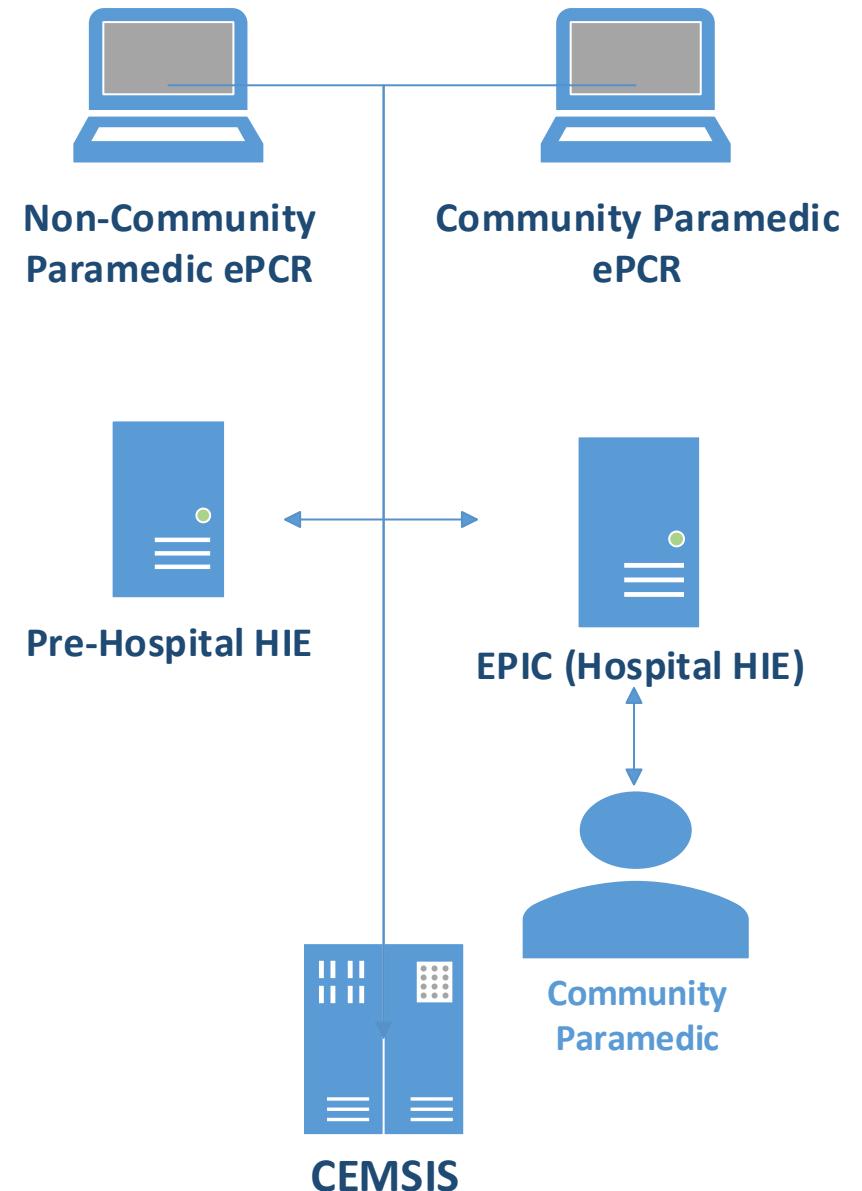 Non-Community
Paramedic ePCR
Community Paramedic
ePCR
Pre-Hospital HIE
EPIC (Hospital HIE)
Community
Paramedic
CEMSIS